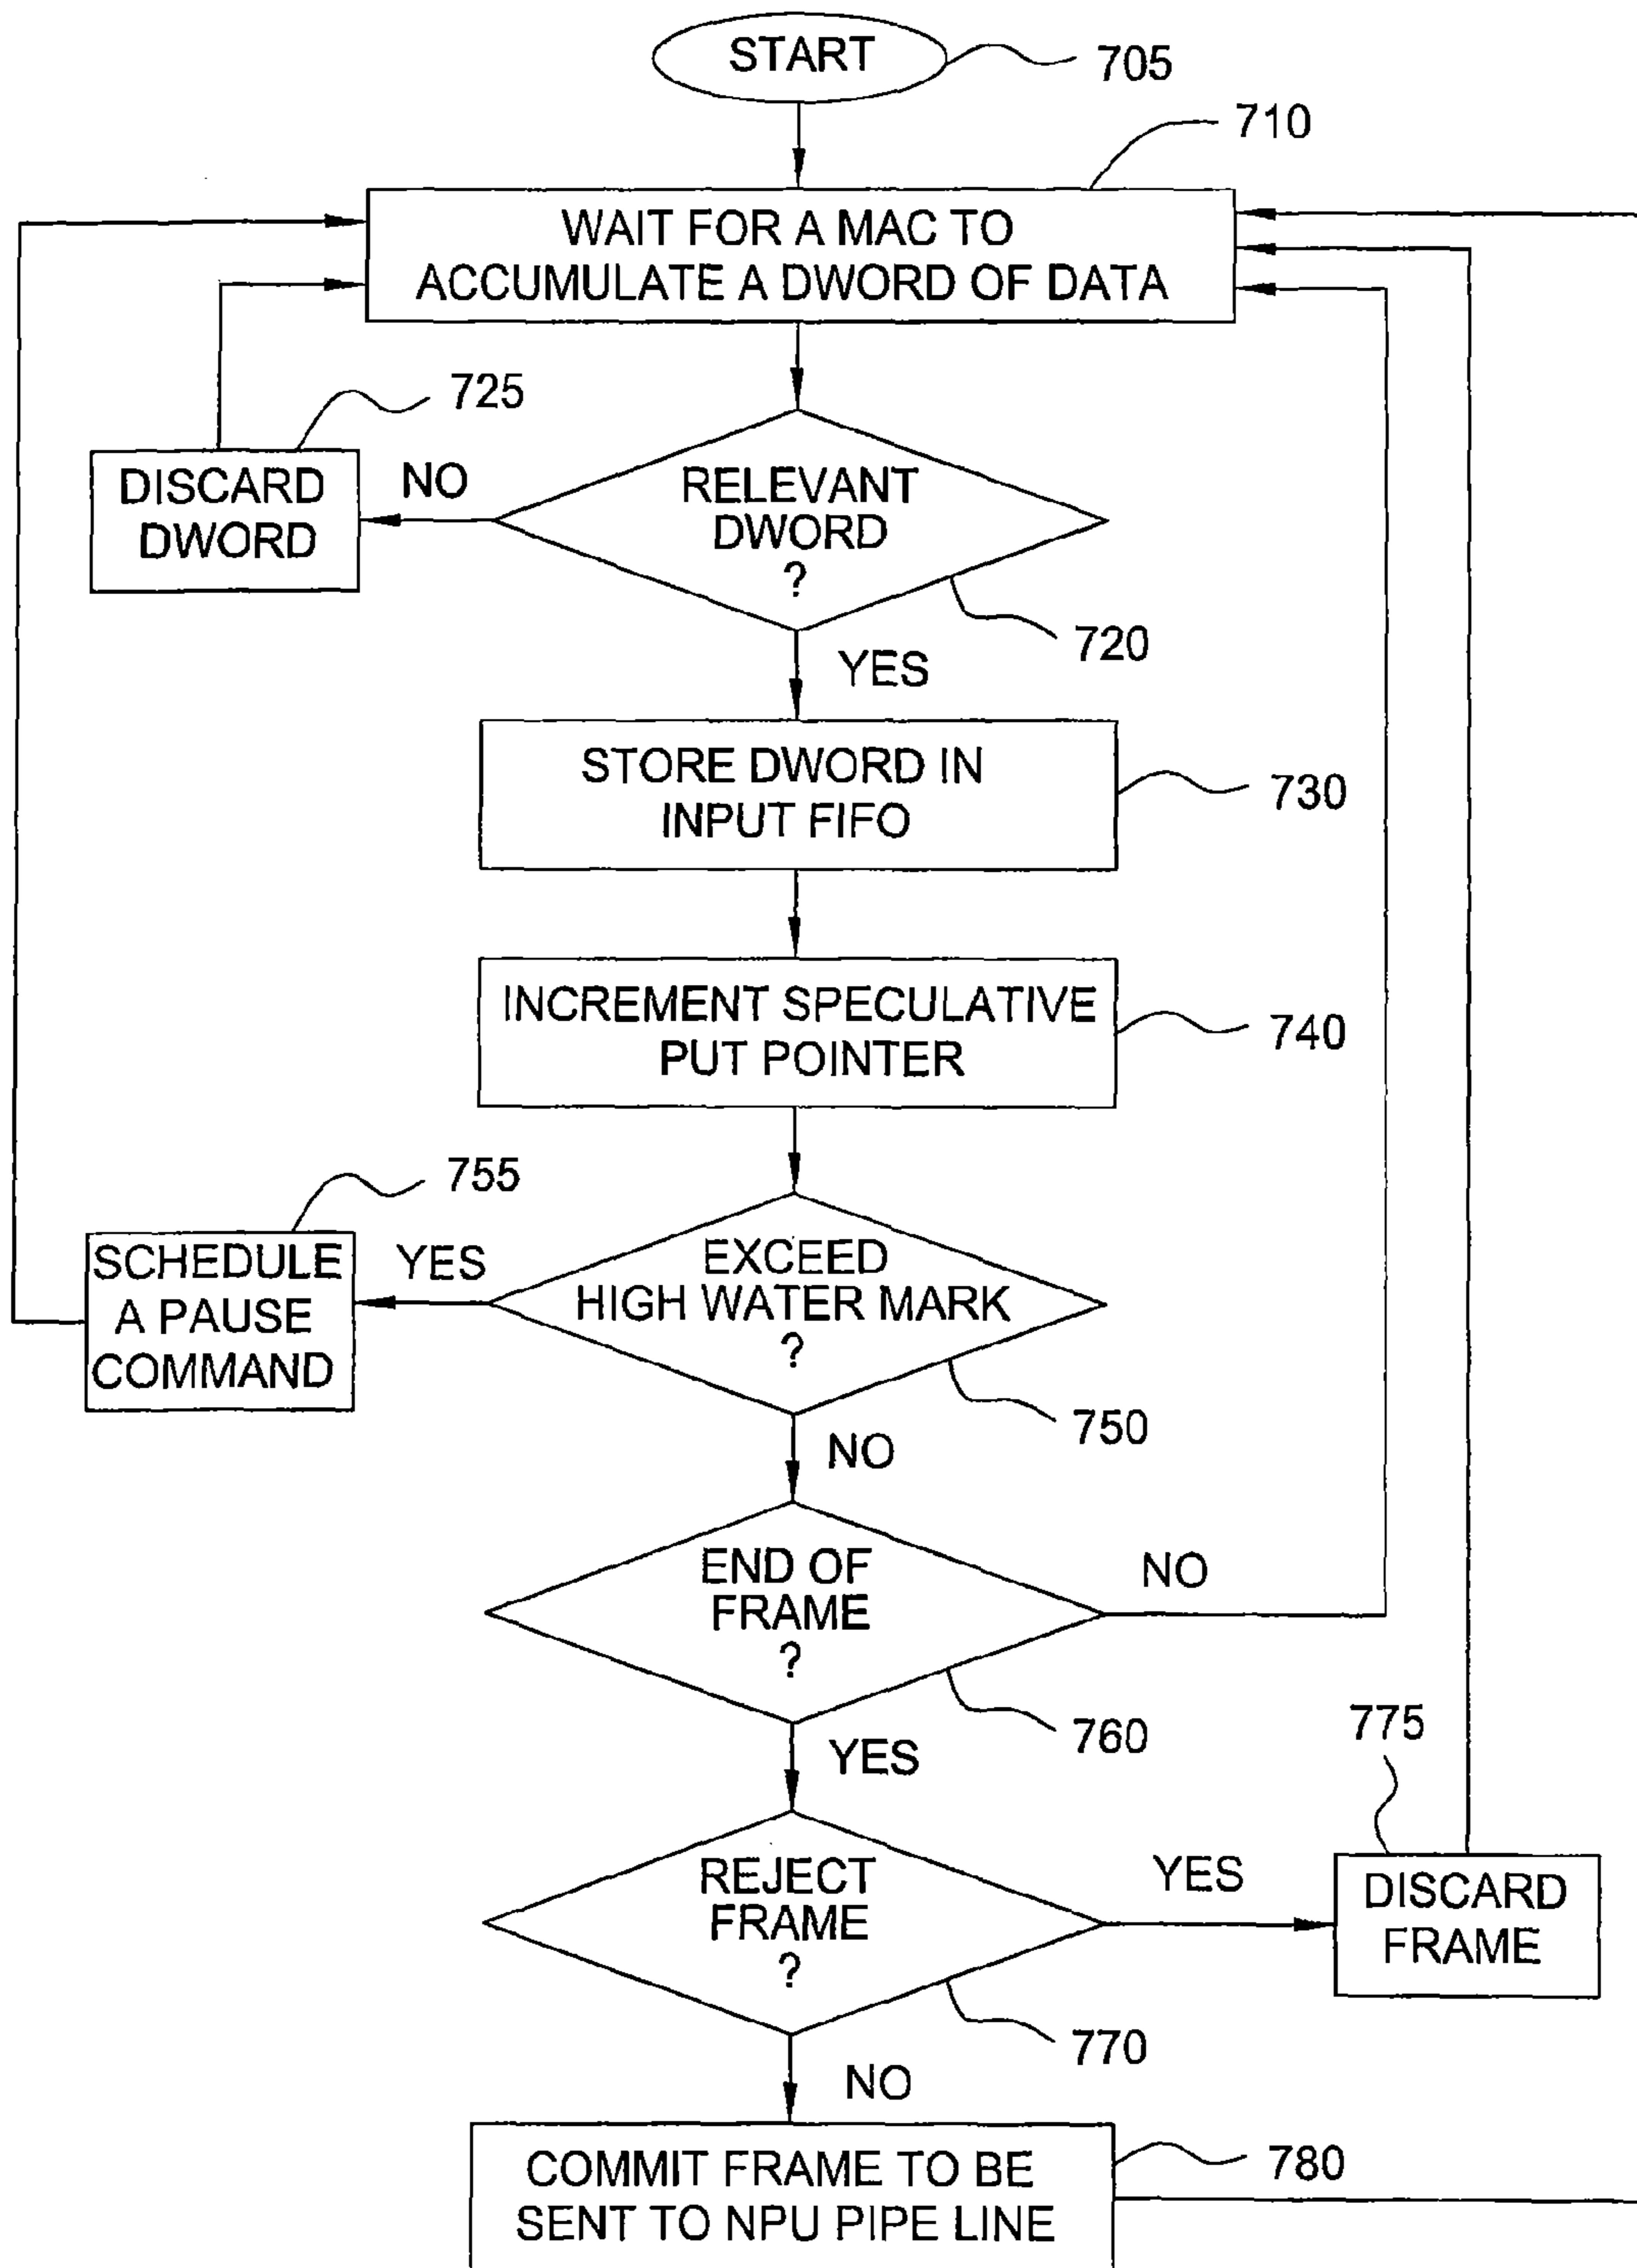 START
705
710
WAIT FOR A MAC TO
ACCUMULATE A DWORD OF DATA
725
DISCARD
DWORD
NO
RELEVANT
DWORD
?
720
YES
STORE DWORD IN
INPUT FIFO
730
INCREMENT SPECULATIVE
PUT POINTER
740
755
SCHEDULE
A PAUSE
COMMAND
YES
EXCEED
HIGH WATER MARK
?
750
NO
END OF
FRAME
?
NO
760
YES
775
REJECT
FRAME
?
YES
DISCARD
FRAME
770
NO
COMMIT FRAME TO BE
SENT TO NPU PIPE LINE
780